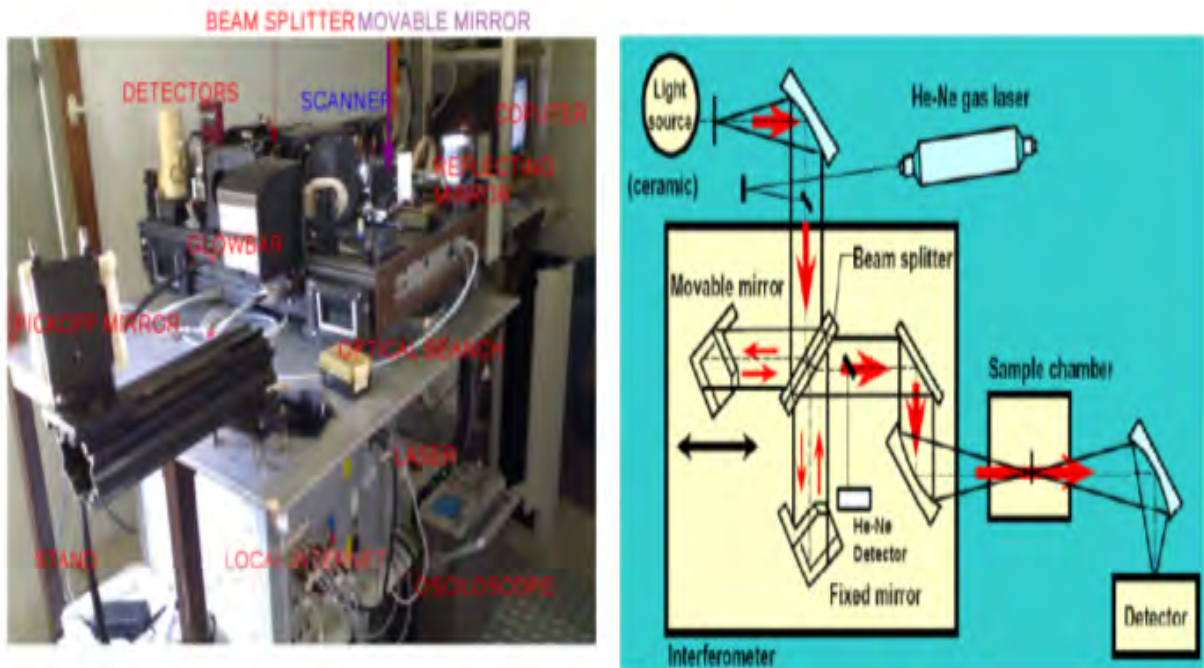 BEAM SPLITTER MOVABLE MIRROR
DETECTORS
SCANNER
COPUTER
REFLECTING
MIRROR
GLOWBAR
PICKOFF MIRROR
OPTICAL BEANCH
LASER
STAND
LOCAL INTERNET
OSCILOSCOPE
Light
source
He-Ne gas laser
(ceramic)
Beam splitter
Movable mirror
Sample chamber
He-Ne
Detector
Fixed mirror
Detector
Interferometer